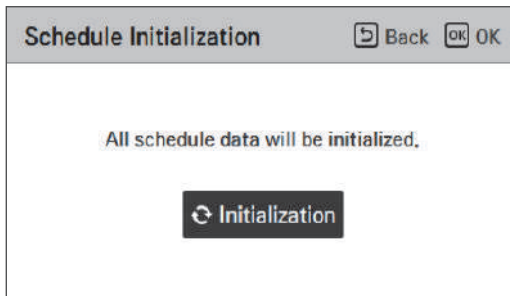 Schedule Initialization Back OK OK
All schedule data will be initialized.
Initialization